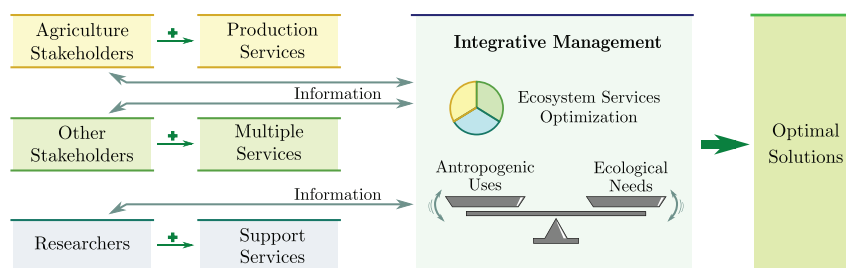 Agriculture
Stakeholders
Production
Services
Information
Other
Stakeholders
Multiple
Services
Information
Researchers
Support
Services
Integrative Management
Ecosystem Services
Optimization
Antropogenic
Uses
Ecological
Needs
Optimal
Solutions